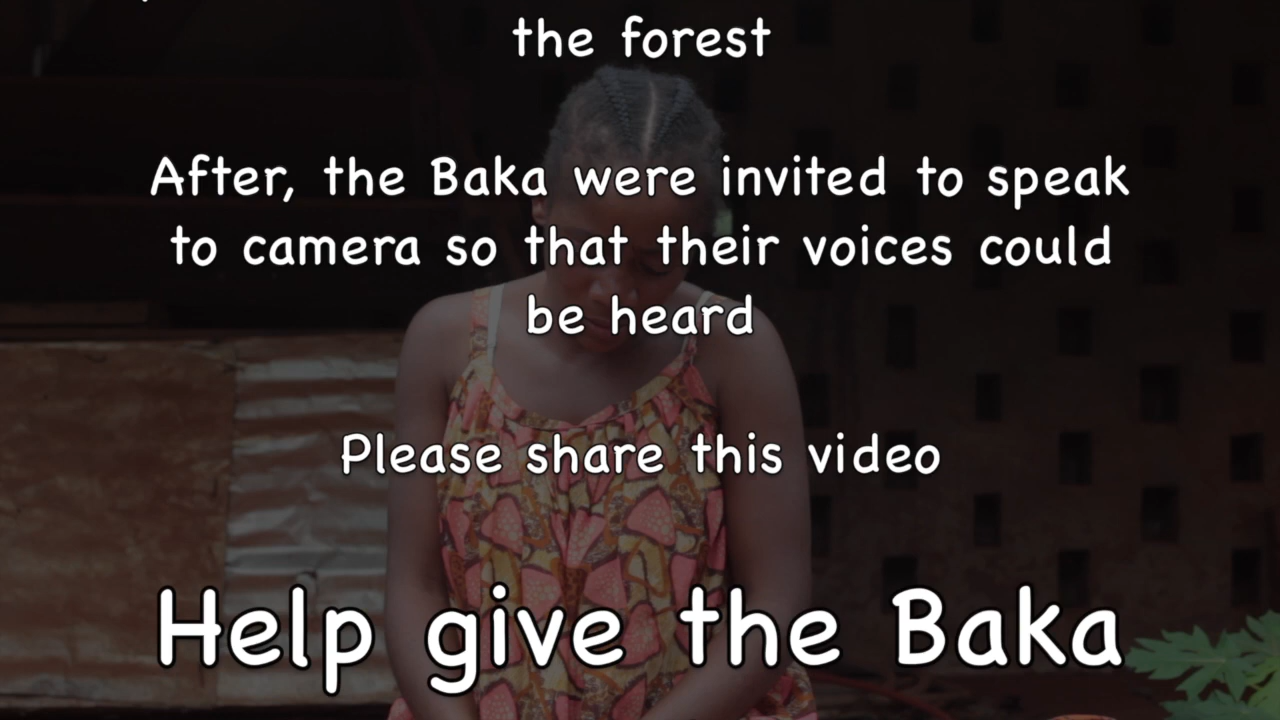 the forest
After, the Baka were invited to speak
to camera so that their voices could
be heard
Please share this video
Help give the Baka